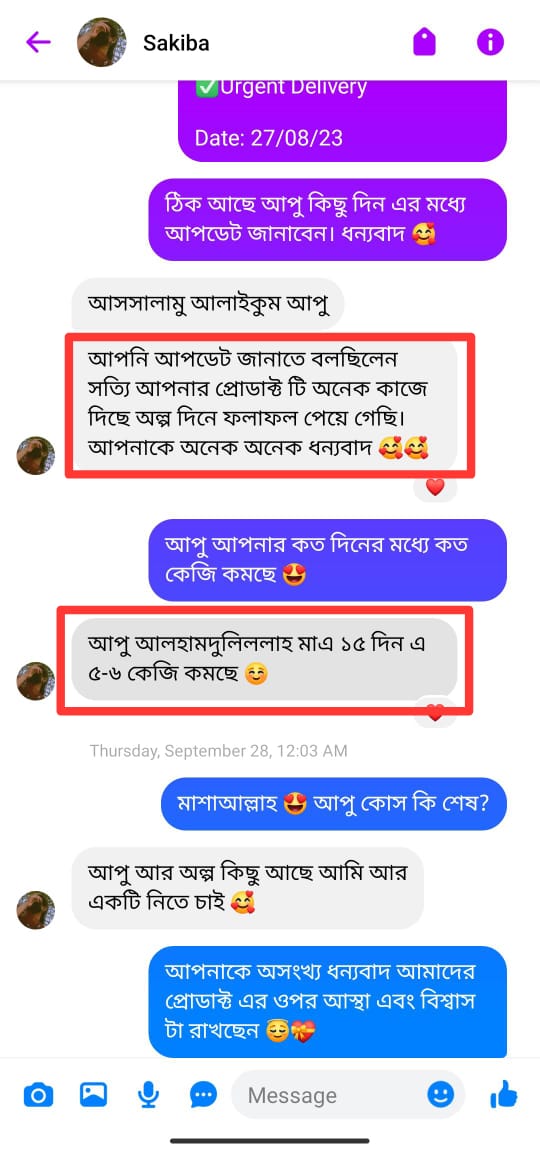 Sakiba
✅Urgent Delivery
Date: 27/08/23
ঠিক আছে আপু কিছু দিন এর মধ্যে
আপডেট জানাবেন। ধন্যবাদ 🥰
আসসালামু আলাইকুম আপু
আপনি আপডেট জানাতে বলছিলেন
সত্যি আপনার প্রোডাক্ট টি অনেক কাজে
দিছে অল্প দিনে ফলাফল পেয়ে গেছি।
আপনাকে অনেক অনেক ধন্যবাদ 🥰🥰
আপু আপনার কত দিনের মধ্যে কত
কেজি কমছে 😍
আপু আলহামদুলিললাহ মাএ ১৫ দিন এ
৫-৬ কেজি কমছে ☺️
Thursday, September 28, 12:03 AM
মাশাআল্লাহ 😍 আপু কোস কি শেষ?
আপু আর অল্প কিছু আছে আমি আর
একটি নিতে চাই 🥰
আপনাকে অসংখ্য ধন্যবাদ আমাদের
প্রোডাক্ট এর ওপর আস্থা এবং বিশ্বাস
টা রাখছেন 😇💝
Message